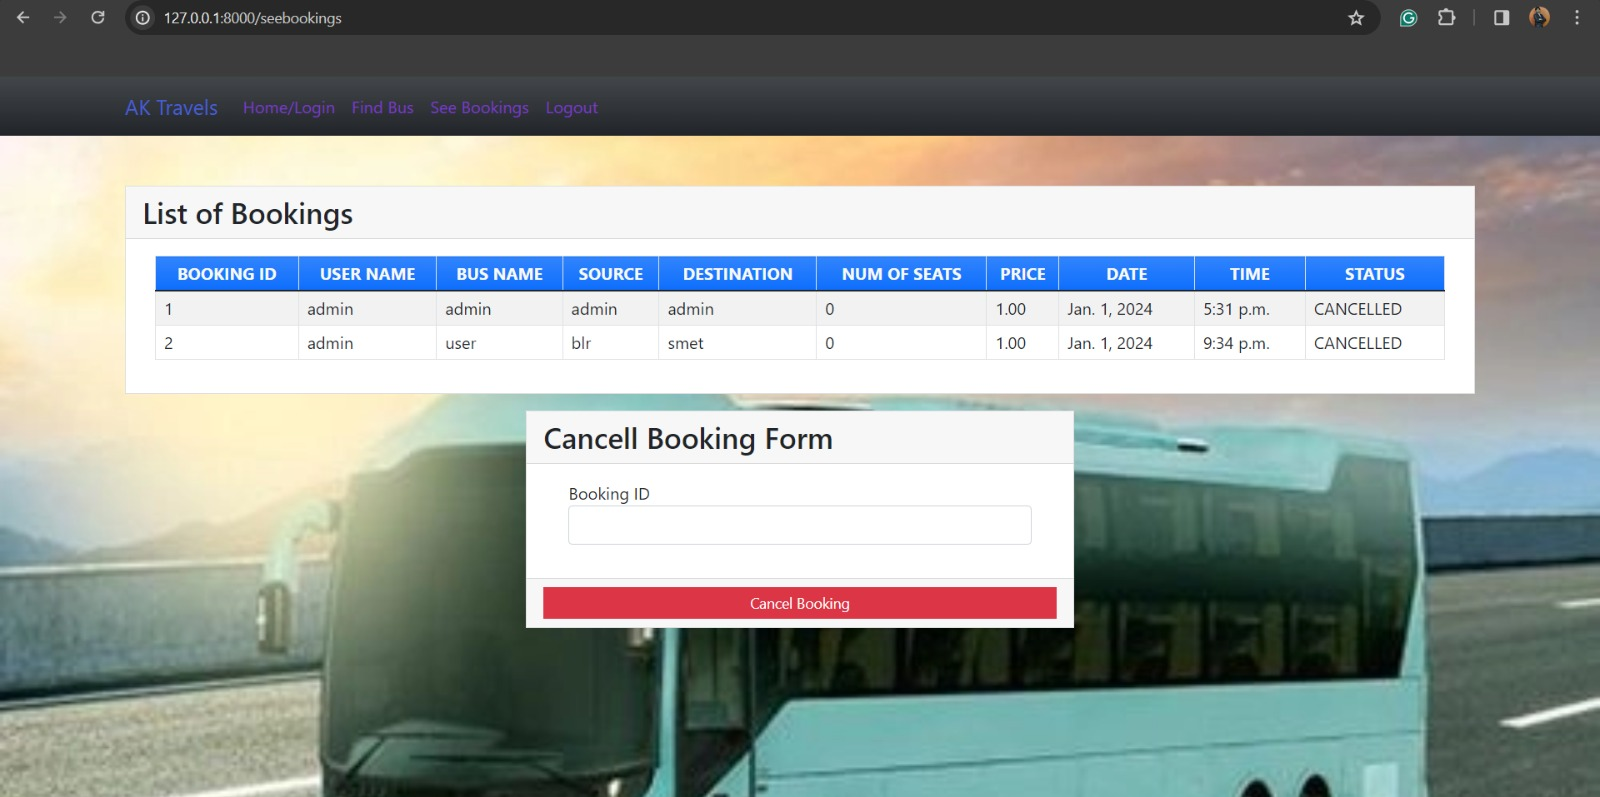 127.0.0.1:8000/seebookings
AK Travels Home/Login Find Bus See Bookings Logout
List of Bookings
BOOKING ID USER NAME BUS NAME SOURCE DESTINATION NUM OF SEATS PRICE DATE TIME STATUS
1 admin admin admin admin 0 1.00 Jan. 1, 2024 5:31 p.m. CANCELLED
2 admin user blr smet 0 1.00 Jan. 1, 2024 9:34 p.m. CANCELLED
Cancell Booking Form
Booking ID
Cancel Booking